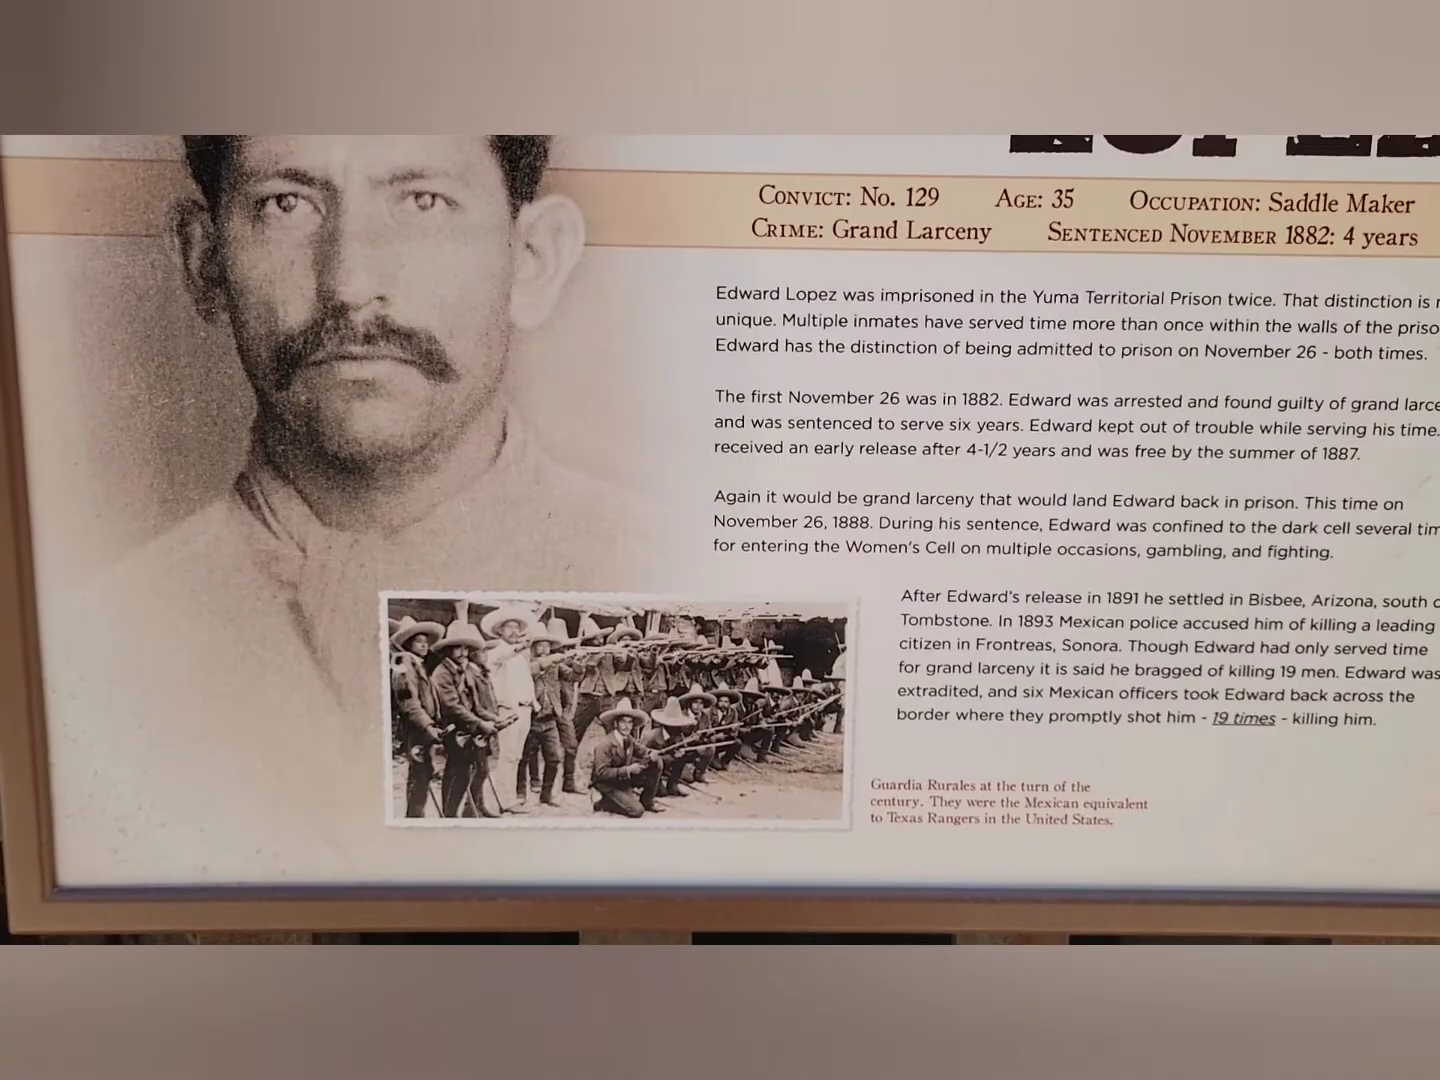 CONVICT: No. 129 AGE: 35 OCCUPATION: Saddle Maker
CRIME: Grand Larceny SENTENCED NOVEMBER 1882: 4 years
Edward Lopez was imprisoned in the Yuma Territorial Prison twice. That distinction is
unique. Multiple inmates have served time more than once within the walls of the
Edward has the distinction of being admitted to prison on November 26 - both times.
The first November 26 was in 1882. Edward was arrested and found guilty of grand
and was sentenced to serve six years. Edward kept out of trouble while serving his time.
received an early release after 4-1/2 years and was free by the summer of 1887.
Again it would be grand larceny that would land Edward back in prison. This time on
November 26, 1888. During his sentence, Edward was confined to the dark cell several
for entering the Women's Cell on multiple occasions, gambling, and fighting.
After Edward's release in 1891 he settled in Bisbee, Arizona, south
Tombstone. In 1893 Mexican police accused him of killing a leading
citizen in Frontreas, Sonora. Though Edward had only served time
for grand larceny it is said he bragged of killing 19 men. Edward was
extradited, and six Mexican officers took Edward back across the
border where they promptly shot him - 19 times - killing him.
Guardia Rurales at the turn of the
century. They were the Mexican equivalent
to Texas Rangers in the United States.